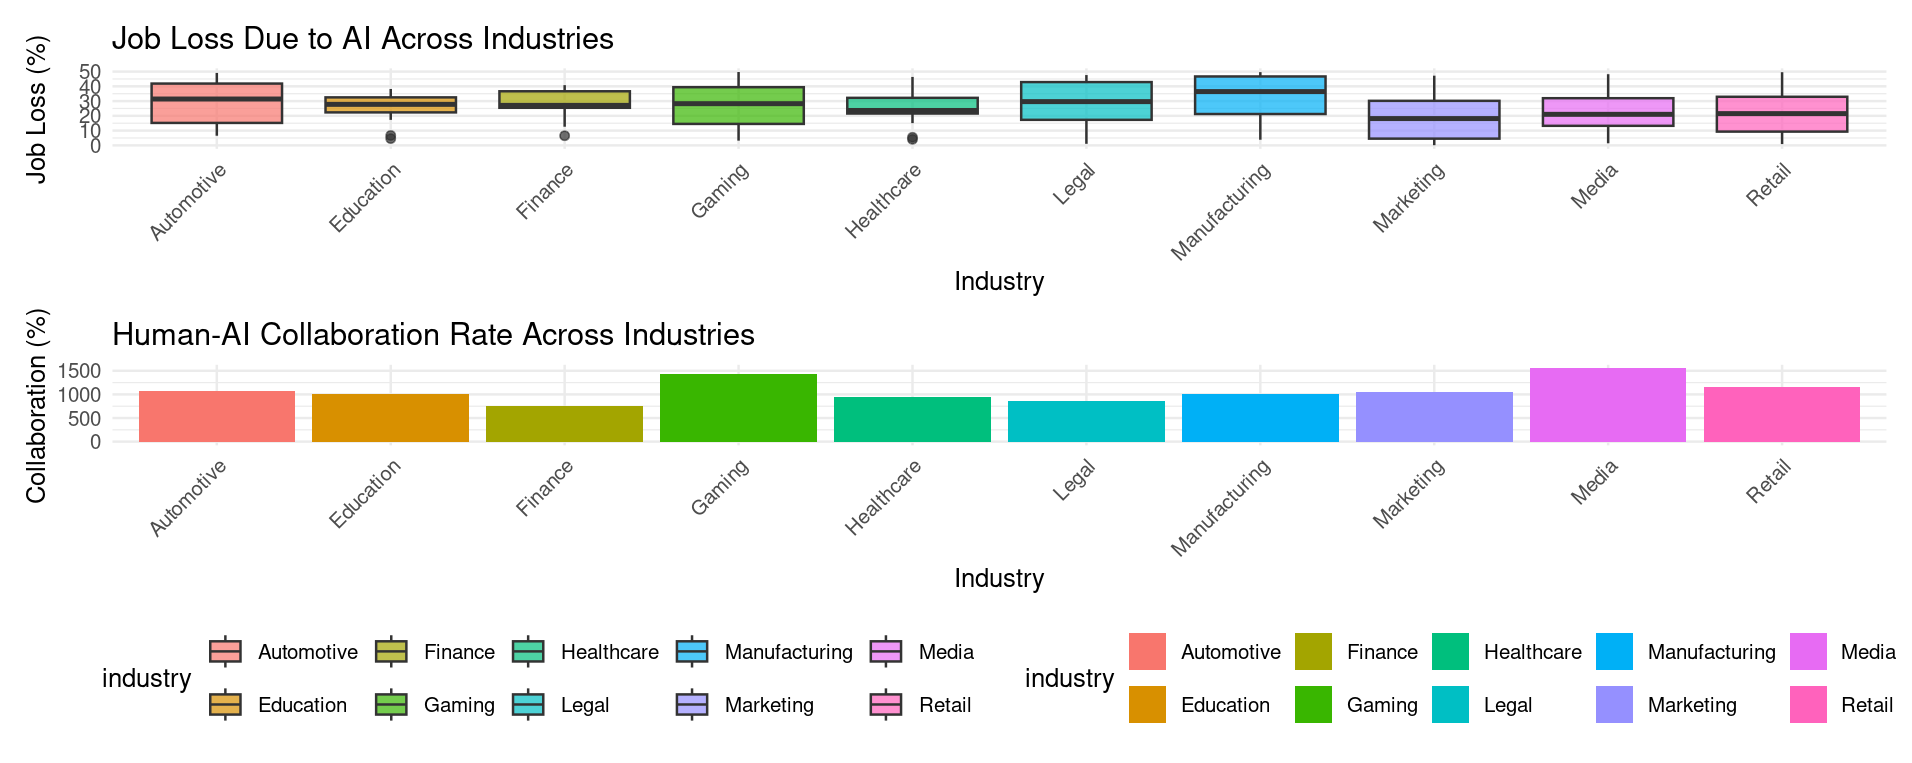 Job Loss Due to AI Across Industries
Job Loss (%)
50
40
30
20
10
0
Automotive
Education
Finance
Gaming
Healthcare
Legal
Manufacturing
Marketing
Media
Retail
Industry
Human-AI Collaboration Rate Across Industries
Collaboration (%)
1500
1000
500
0
Automotive
Education
Finance
Gaming
Healthcare
Legal
Manufacturing
Marketing
Media
Retail
Industry
industry
Automotive
Finance
Healthcare
Manufacturing
Media
Education
Gaming
Legal
Marketing
Retail
industry
Automotive
Finance
Healthcare
Manufacturing
Media
Education
Gaming
Legal
Marketing
Retail